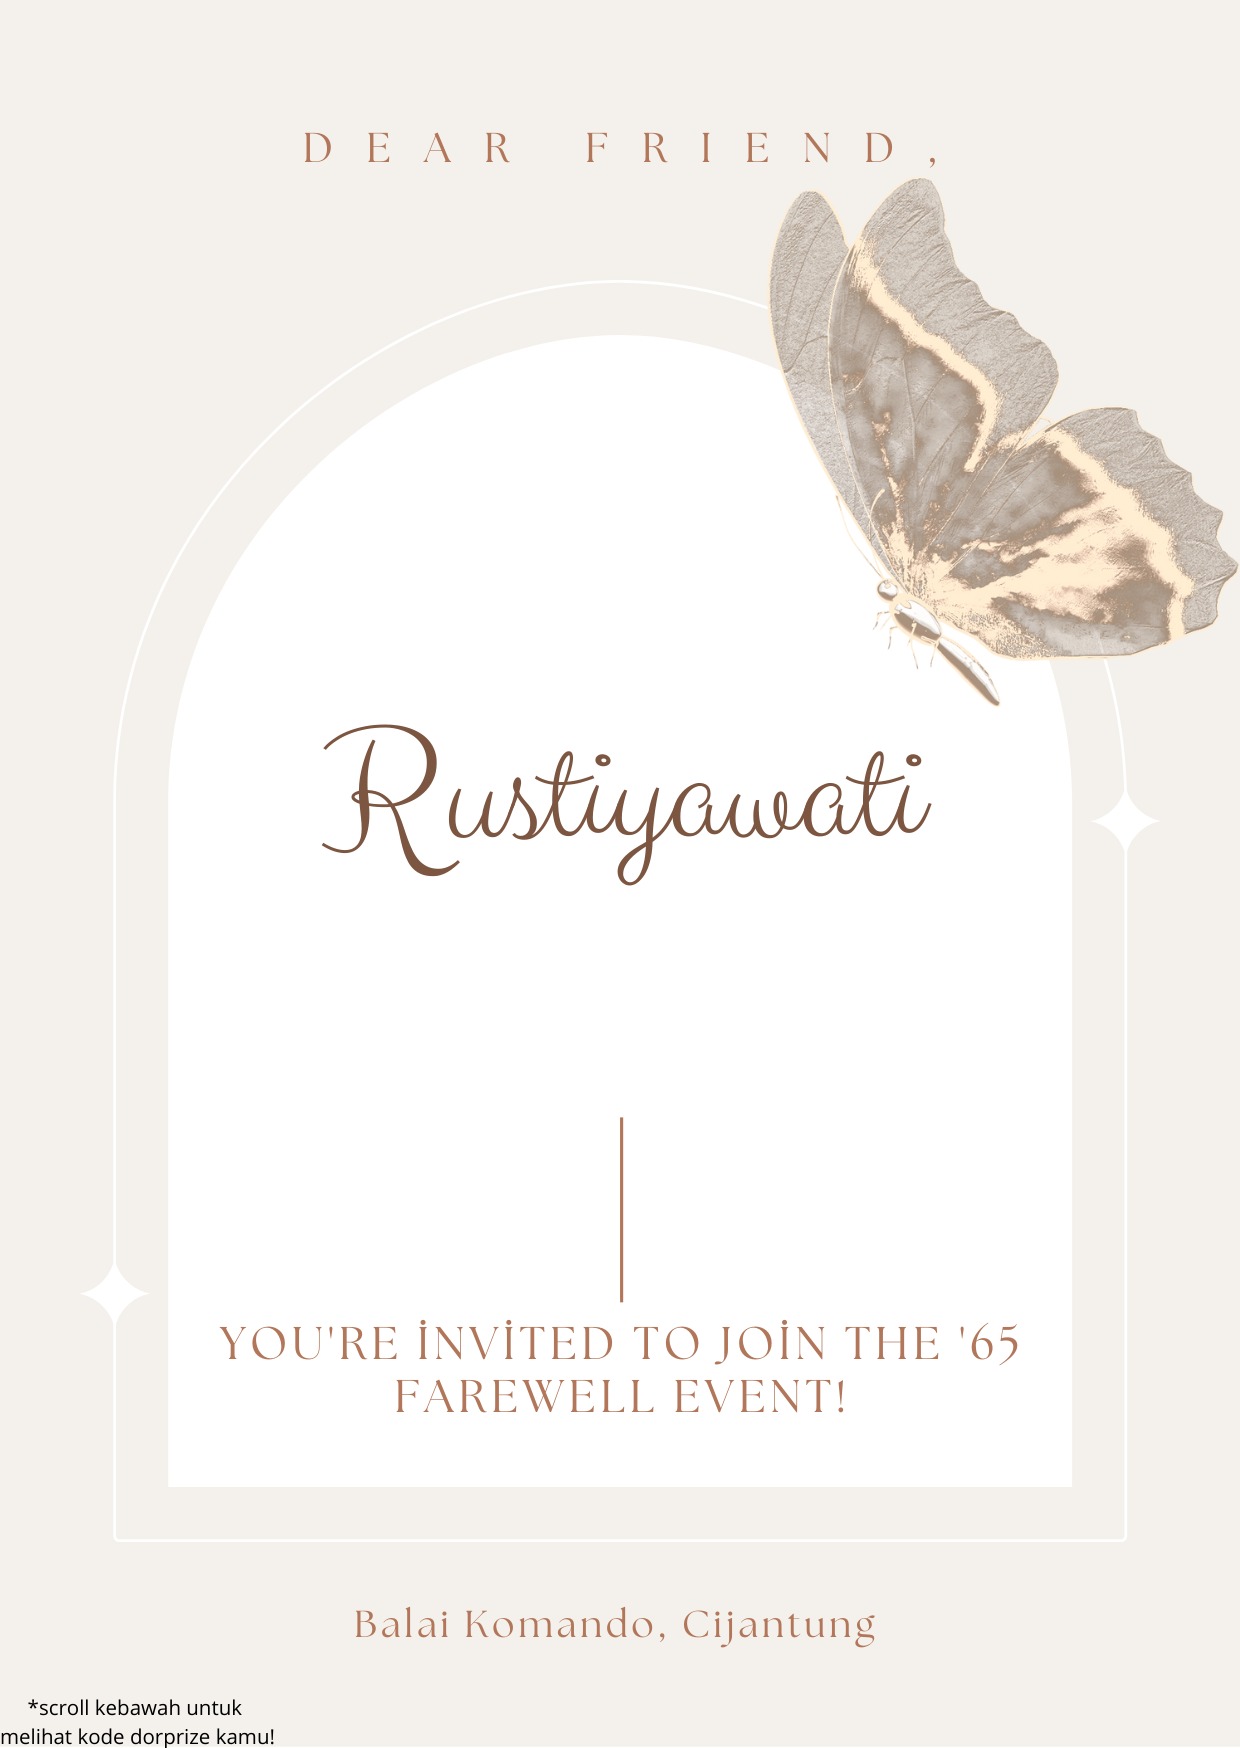 DEAR FRIEND,
Rustiyawati
YOU'RE İNVİTED TO JOİN THE '65
FAREWELL EVENT!
Balai Komando, Cijantung
*scroll kebawah untuk
melihat kode dorprize kamu!